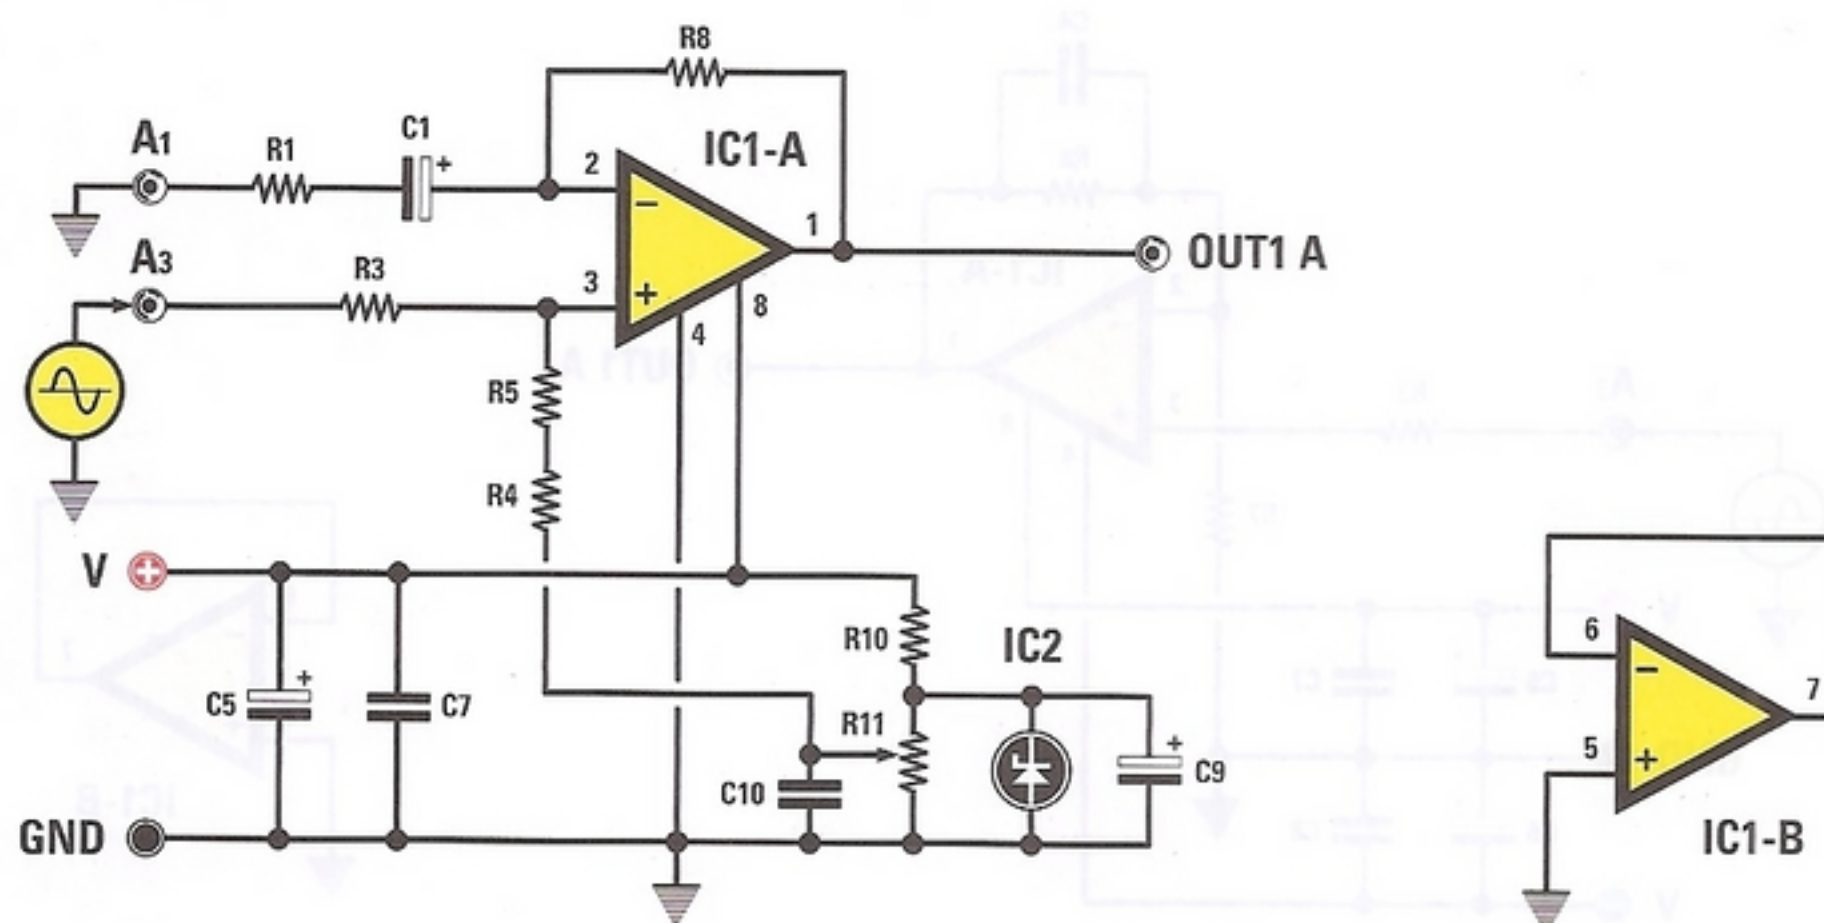 R8
A1
R1
C1
+
2
IC1-A
−
1
OUT1 A
A3
R3
3
+
8
4
R5
R4
V
+
R10
IC2
C5
+
C7
R11
C10
+
C9
GND
6
−
7
5
+
IC1-B